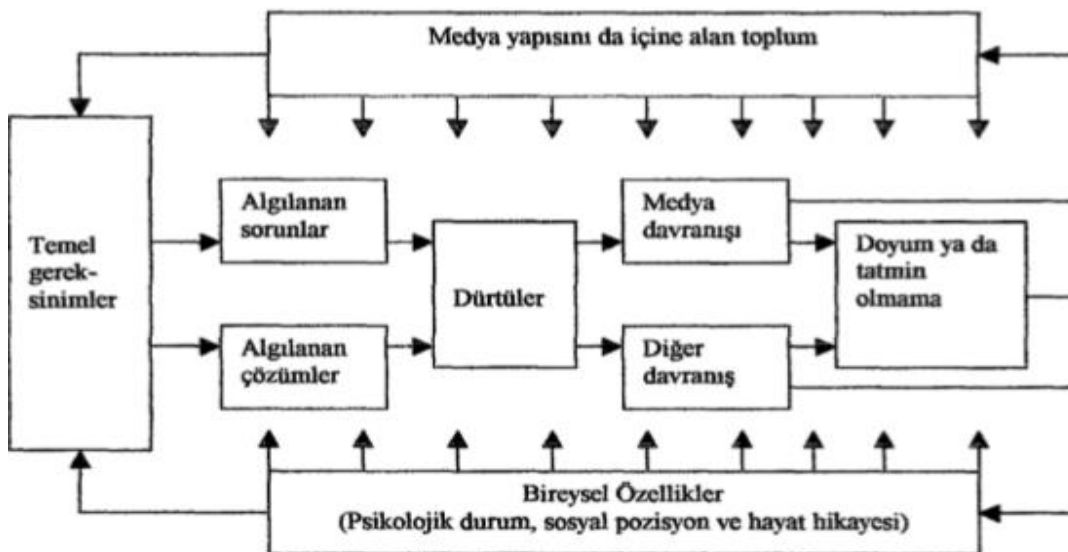 Medya yapısını da içine alan toplum
Temel
gerek-
sinimler
Algılanan
sorunlar
Algılanan
çözümler
Dürtüler
Medya
davranışı
Diğer
davranış
Doyum ya da
tatmin
olmama
Bireysel Özellikler
(Psikolojik durum, sosyal pozisyon ve hayat hikayesi)